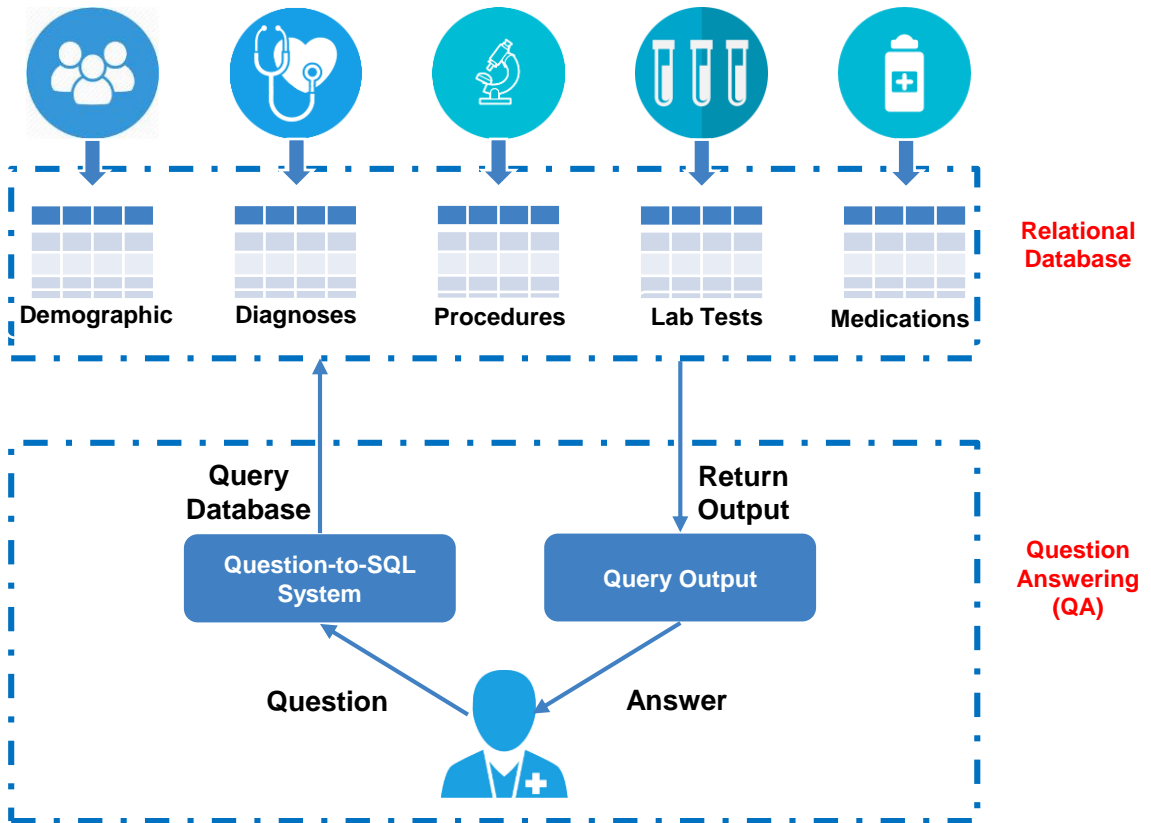 Demographic
Diagnoses
Procedures
Lab Tests
Medications
Relational
Database
Query
Database
Return
Output
Question-to-SQL
System
Query Output
Question
Answering
(QA)
Question
Answer